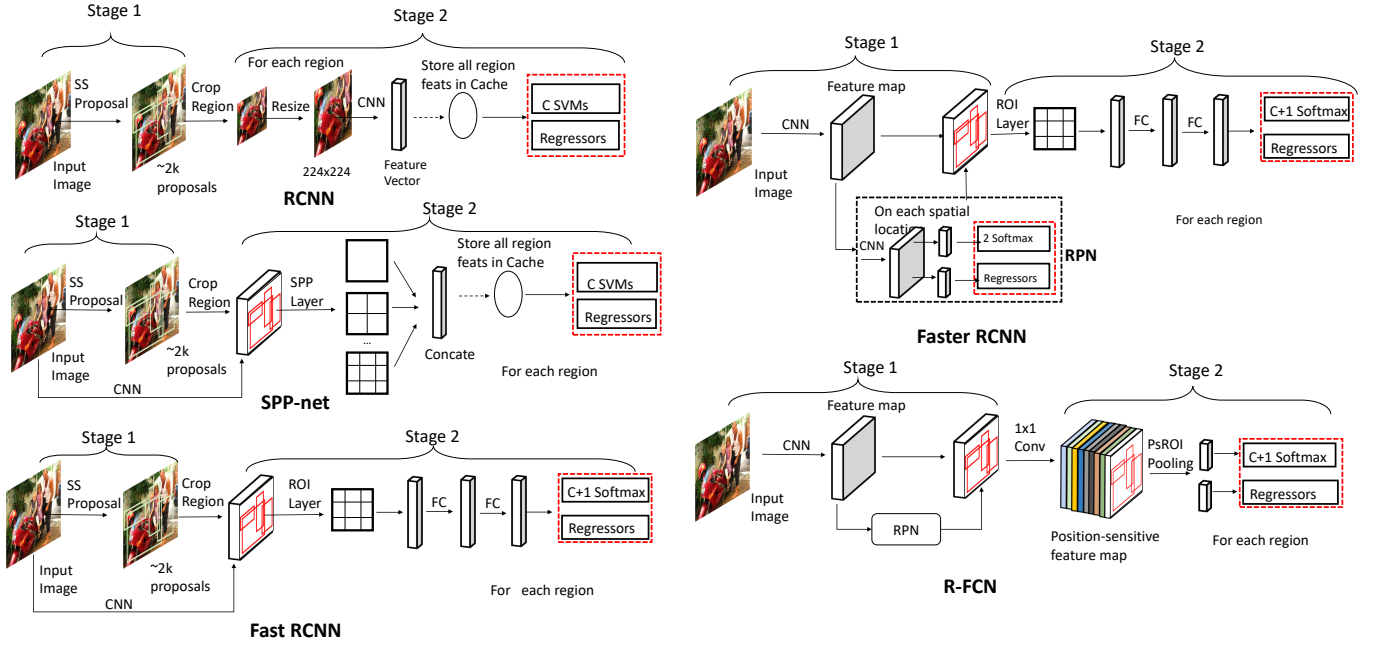 Stage 1
Stage 2
For each region
SS
Proposal
Crop
Region
Resize
CNN
Store all region
feats in Cache
C SVMs
Regressors
Input
Image
~2k
proposals
224x224
Feature
Vector
RCNN
Stage 1
Stage 2
SS
Proposal
Crop
Region
SPP
Layer
Store all region
feats in Cache
C SVMs
Regressors
...
Input
Image
~2k
proposals
CNN
Concate
For each region
SPP-net
Stage 1
Stage 2
SS
Proposal
Crop
Region
ROI
Layer
FC
FC
C+1 Softmax
Regressors
Input
Image
~2k
proposals
CNN
For each region
Fast RCNN
Stage 1
Stage 2
Feature map
CNN
ROI
Layer
FC
FC
C+1 Softmax
Regressors
Input
Image
On each spatial
location
CNN
2 Softmax
Regressors
RPN
For each region
Faster RCNN
Stage 1
Stage 2
Feature map
CNN
1x1
Conv
PsROI
Pooling
C+1 Softmax
Regressors
Input
Image
RPN
Position-sensitive
feature map
For each region
R-FCN